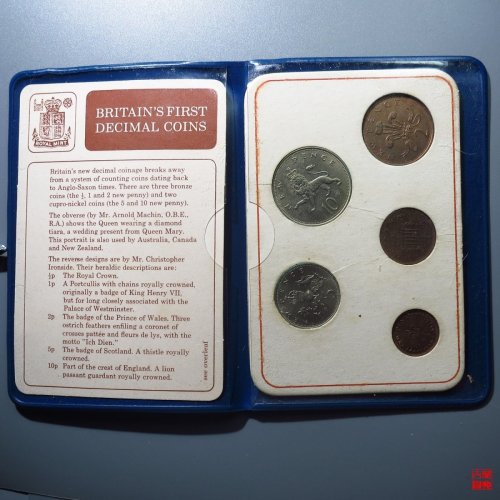 ROYAL MINT
BRITAIN'S FIRST
DECIMAL COINS
Britain's new decimal coinage breaks away
from a system of counting coins dating back
to Anglo-Saxon times. There are three bronze
coins (the ½, 1 and 2 new penny) and two
cupro-nickel coins (the 5 and 10 new penny).
The obverse (by Mr. Arnold Machin, O.B.E.,
R.A.) shows the Queen wearing a diamond
tiara, a wedding present from Queen Mary.
This portrait is also used by Australia, Canada
and New Zealand.
The reverse designs are by Mr. Christopher
Ironside. Their heraldic descriptions are:
½p The Royal Crown.
1p A Portcullis with chains royally crowned,
originally a badge of King Henry VII,
but for long closely associated with the
Palace of Westminster.
2p The badge of the Prince of Wales. Three
ostrich feathers enfiling a coronet of
crosses pattée and fleurs de lys, with the
motto "Ich Dien."
5p The badge of Scotland. A thistle royally
crowned.
10p Part of the crest of England. A lion
passant guardant royally crowned.
see overleaf
PENCE
10